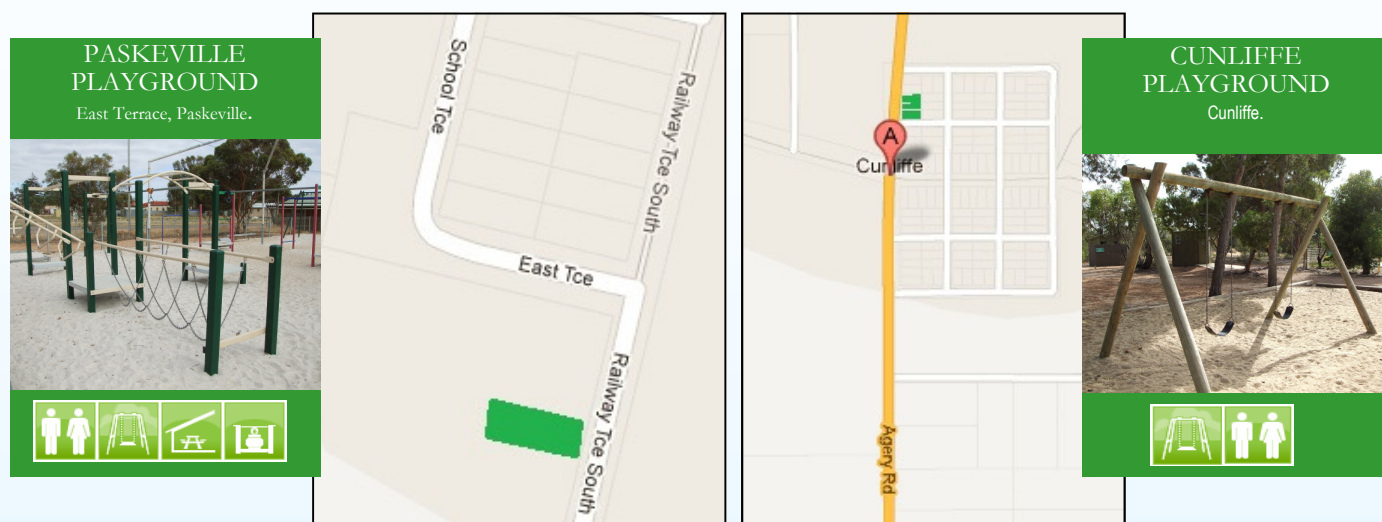 PASKEVILLE
PLAYGROUND
East Terrace, Paskeville.
School Tce
Railway Tce South
East Tce
Railway Tce South
A
Cunliffe
Agery Rd
CUNLIFFE
PLAYGROUND
Cunliffe.